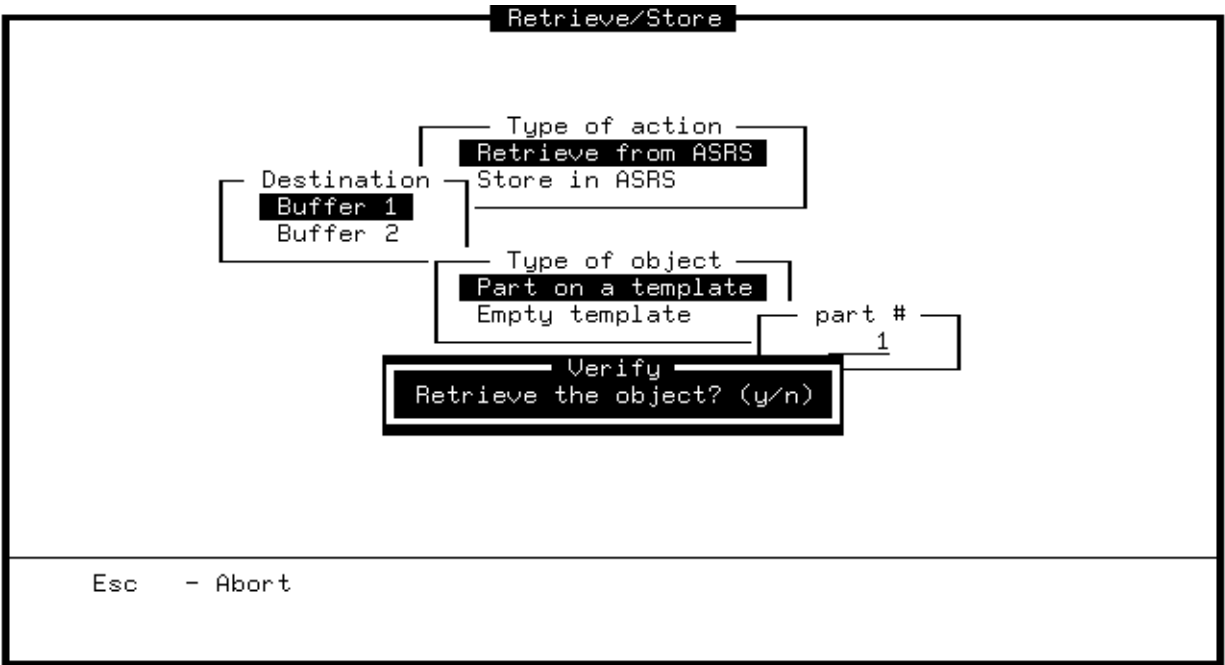 Retrieve/Store
Type of action
Retrieve from ASRS
Store in ASRS
Destination
Buffer 1
Buffer 2
Type of object
Part on a template
Empty template
part #
1
Verify
Retrieve the object? (y/n)
Esc - Abort